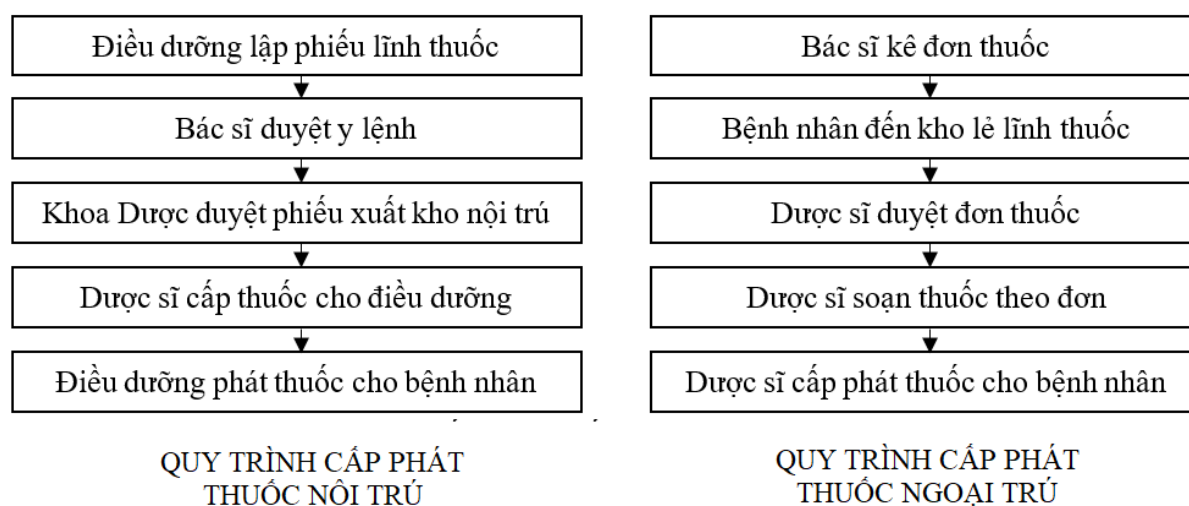 Điều dưỡng lập phiếu lĩnh thuốc
Bác sĩ duyệt y lệnh
Khoa Dược duyệt phiếu xuất kho nội trú
Dược sĩ cấp thuốc cho điều dưỡng
Điều dưỡng phát thuốc cho bệnh nhân
QUY TRÌNH CẤP PHÁT
THUỐC NỘI TRÚ
Bác sĩ kê đơn thuốc
Bệnh nhân đến kho lẻ lĩnh thuốc
Dược sĩ duyệt đơn thuốc
Dược sĩ soạn thuốc theo đơn
Dược sĩ cấp phát thuốc cho bệnh nhân
QUY TRÌNH CẤP PHÁT
THUỐC NGOẠI TRÚ